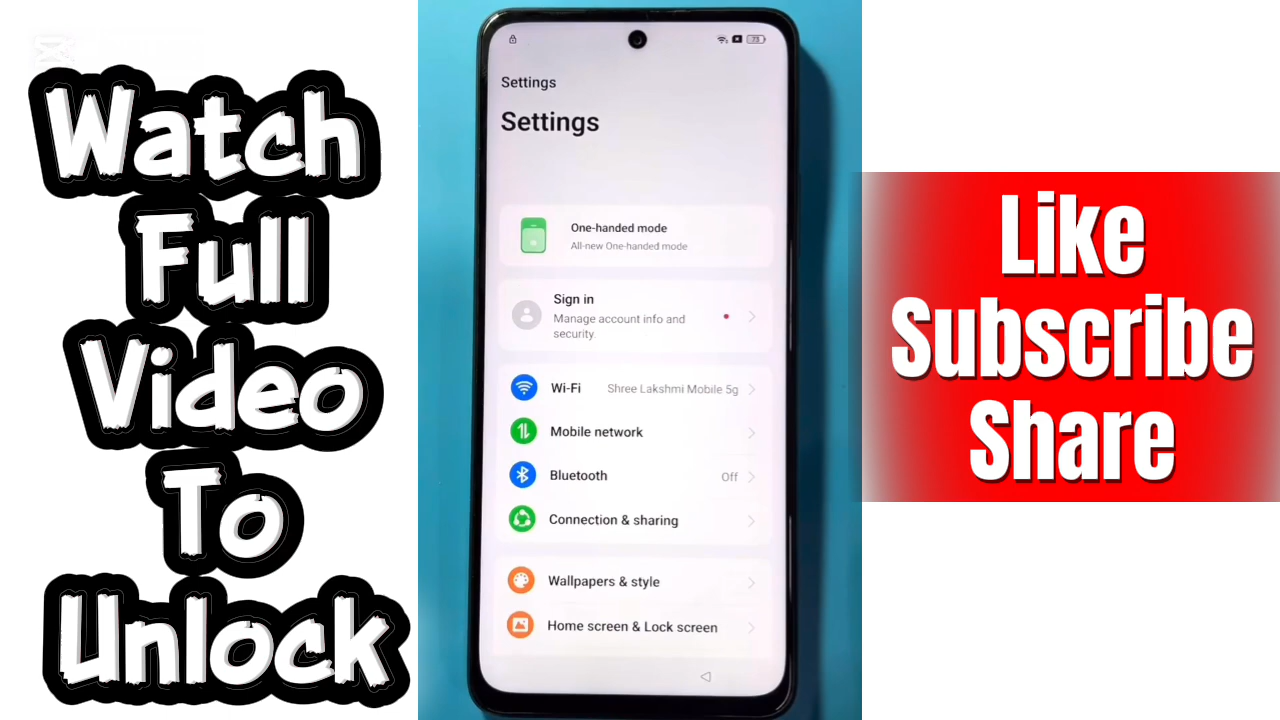 Watch
Full
Video
To
Unlock
73
Settings
Settings
One-handed mode
All-new One-handed mode
Sign in
Manage account info and
security.
Wi-Fi
Shree Lakshmi Mobile 5g
Mobile network
Bluetooth
Off
Connection & sharing
Wallpapers & style
Home screen & Lock screen
Like
Subscribe
Share